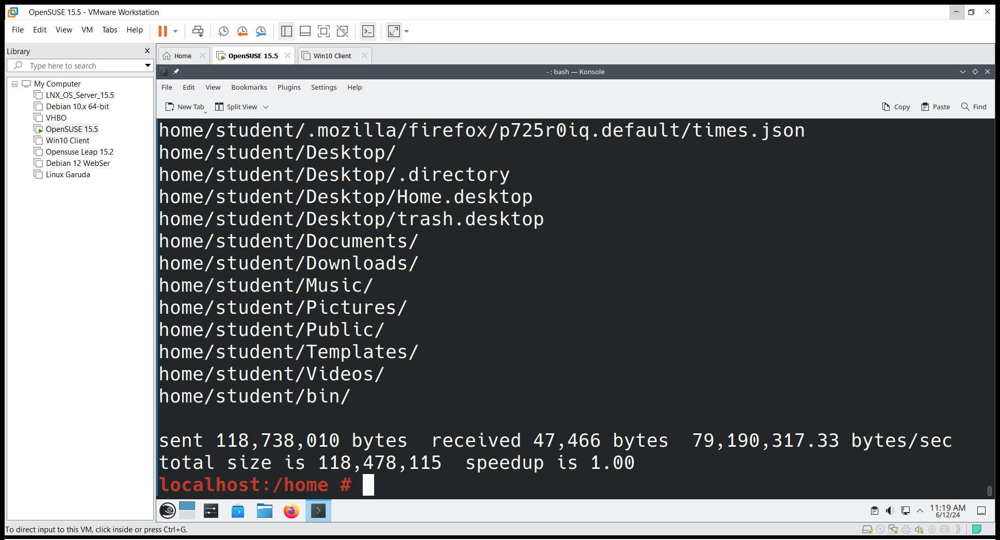 OpenSUSE 15.5 - VMware Workstation
File Edit View VM Tabs Help
Library
Type here to search
My Computer
LNX_OS_Server_15.5
Debian 10.x 64-bit
VHBO
OpenSUSE 15.5
Win10 Client
Opensuse Leap 15.2
Debian 12 WebSer
Linux Garuda
Home OpenSUSE 15.5 Win10 Client
- : bash — Konsole
File Edit View Bookmarks Plugins Settings Help
New Tab Split View Copy Paste Find
home/student/.mozilla/firefox/p725r0iq.default/times.json
home/student/Desktop/
home/student/Desktop/.directory
home/student/Desktop/Home.desktop
home/student/Desktop/trash.desktop
home/student/Documents/
home/student/Downloads/
home/student/Music/
home/student/Pictures/
home/student/Public/
home/student/Templates/
home/student/Videos/
home/student/bin/
sent 118,738,010 bytes  received 47,466 bytes  79,190,317.33 bytes/sec
total size is 118,478,115  speedup is 1.00
localhost:/home #
11:19 AM
6/12/24
To direct input to this VM, click inside or press Ctrl+G.